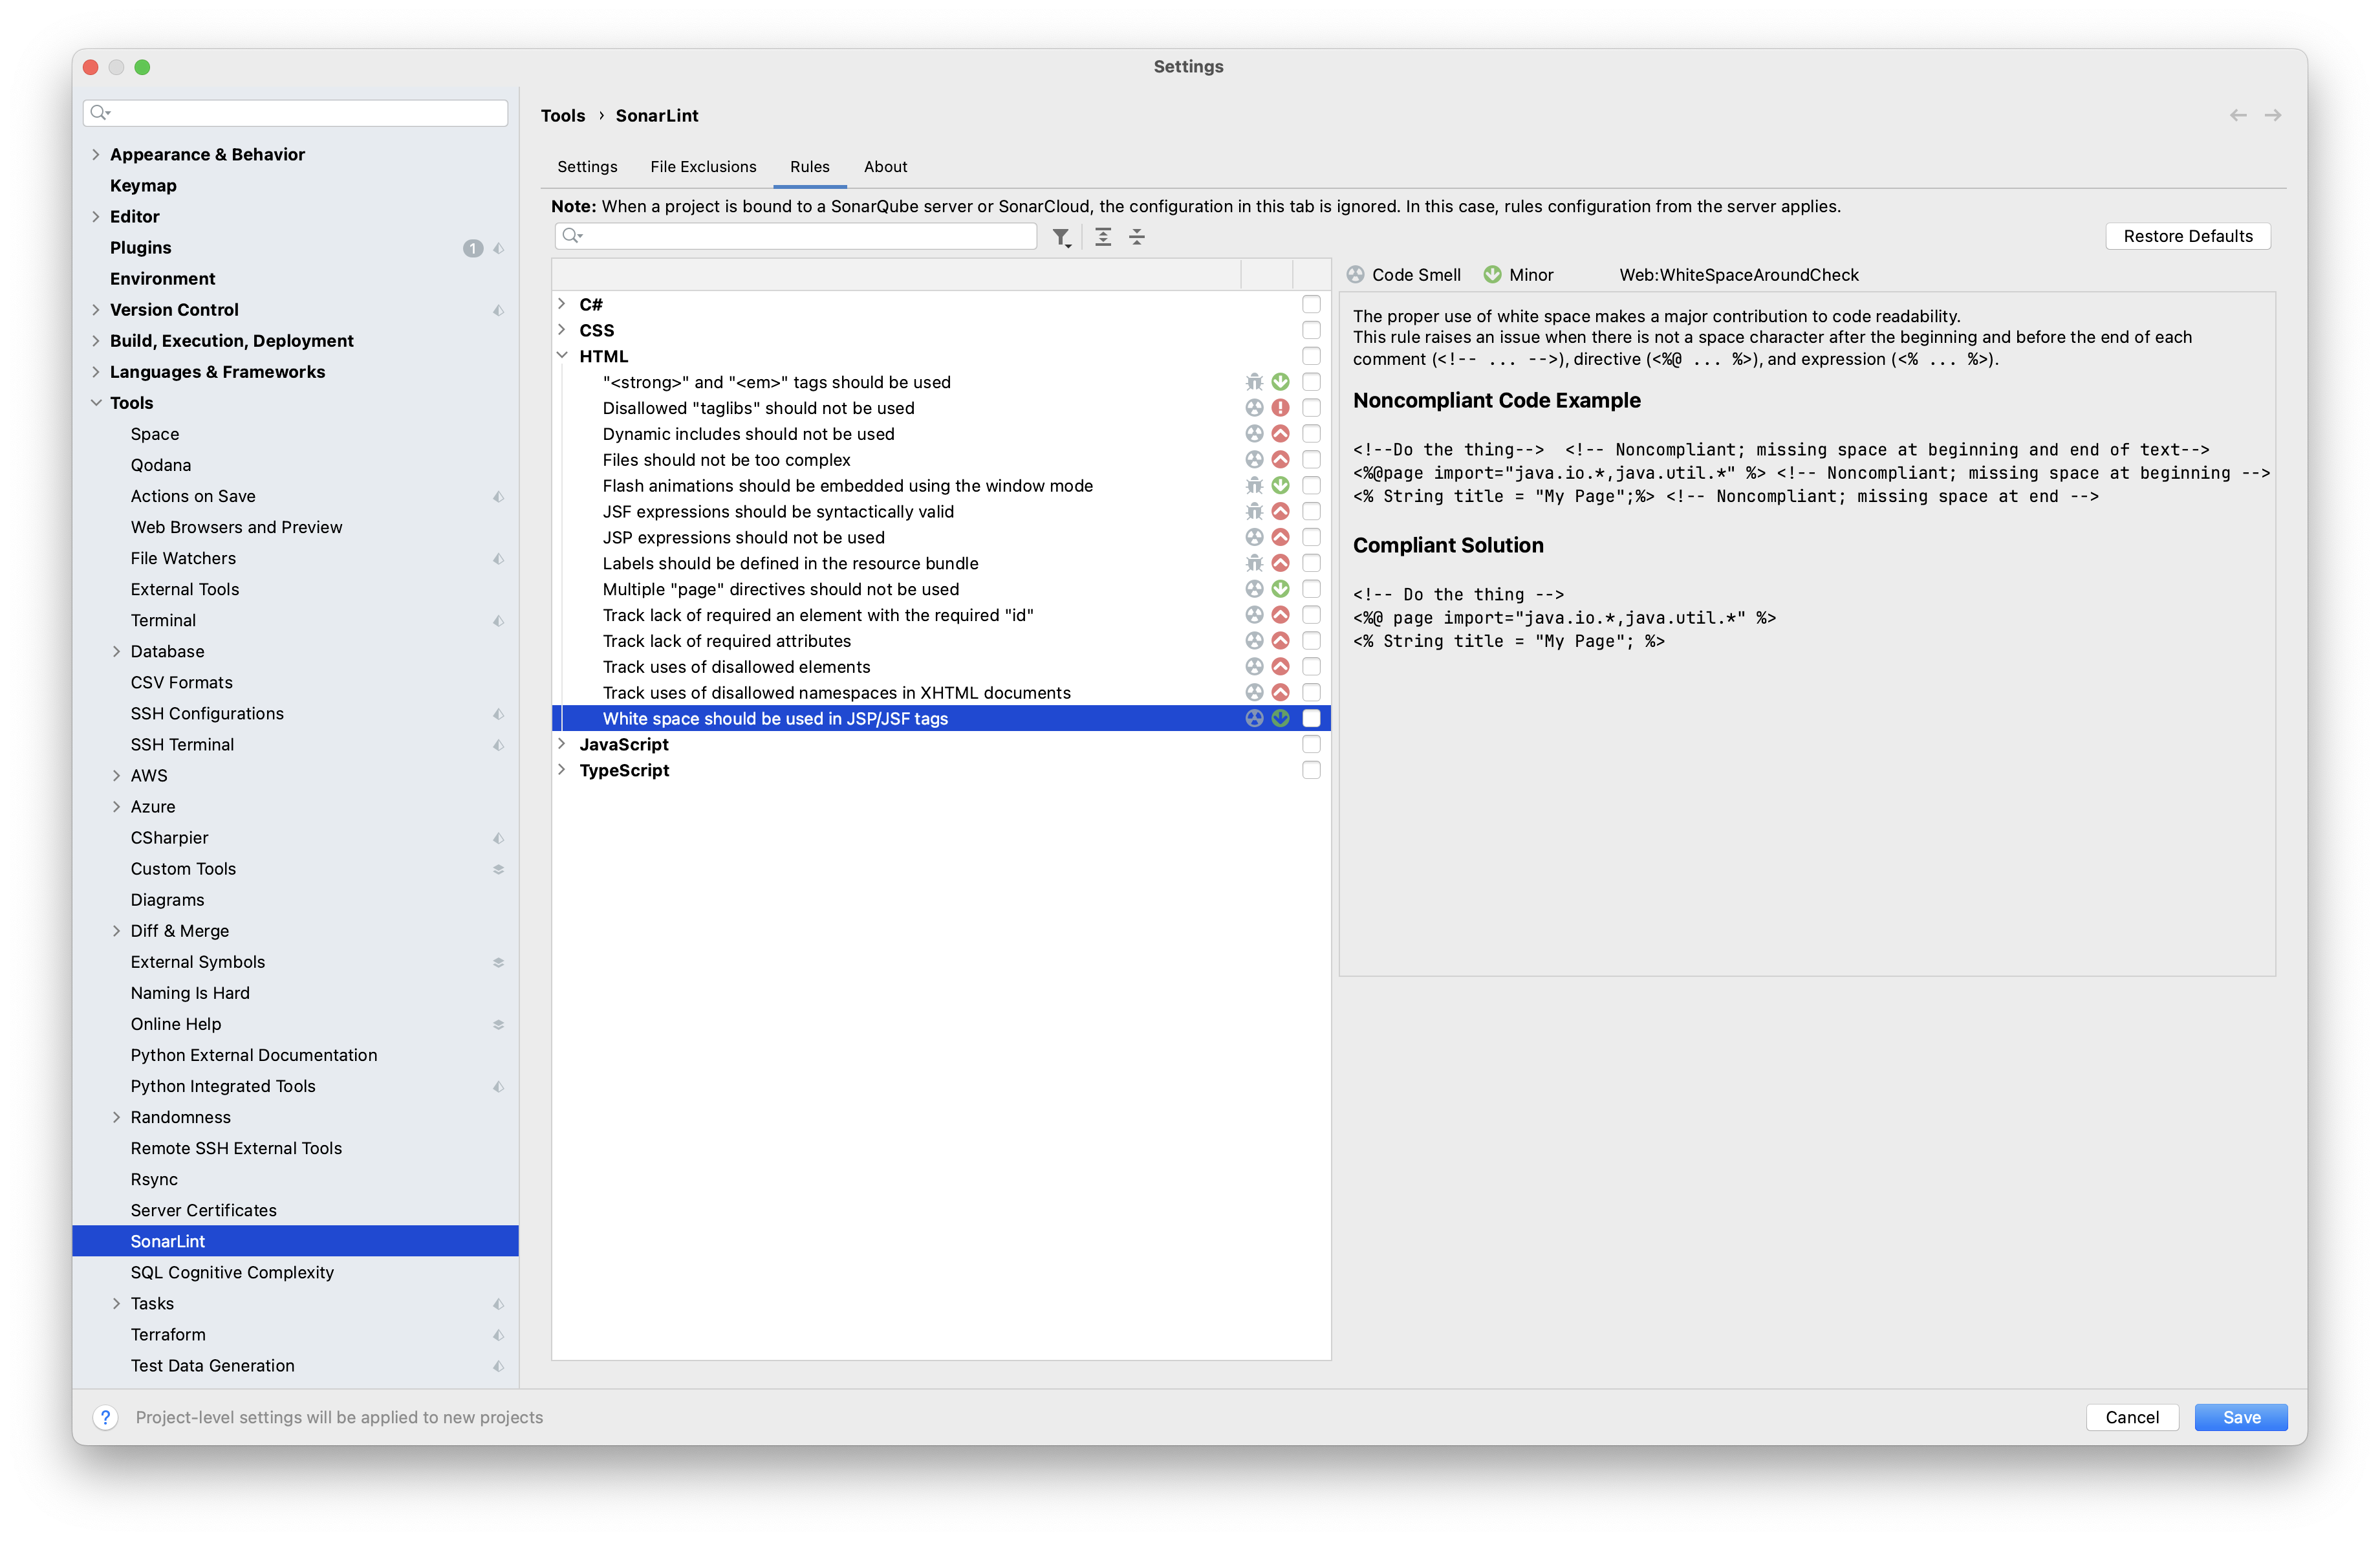 Settings
Appearance & Behavior
Keymap
Editor
Plugins
1
Environment
Version Control
Build, Execution, Deployment
Languages & Frameworks
Tools
Space
Qodana
Actions on Save
Web Browsers and Preview
File Watchers
External Tools
Terminal
Database
CSV Formats
SSH Configurations
SSH Terminal
AWS
Azure
CSharpier
Custom Tools
Diagrams
Diff & Merge
External Symbols
Naming Is Hard
Online Help
Python External Documentation
Python Integrated Tools
Randomness
Remote SSH External Tools
Rsync
Server Certificates
SonarLint
SQL Cognitive Complexity
Tasks
Terraform
Test Data Generation
Tools › SonarLint
Settings File Exclusions Rules About
Note: When a project is bound to a SonarQube server or SonarCloud, the configuration in this tab is ignored. In this case, rules configuration from the server applies.
Restore Defaults
C#
CSS
HTML
"<strong>" and "<em>" tags should be used
Disallowed "taglibs" should not be used
Dynamic includes should not be used
Files should not be too complex
Flash animations should be embedded using the window mode
JSF expressions should be syntactically valid
JSP expressions should not be used
Labels should be defined in the resource bundle
Multiple "page" directives should not be used
Track lack of required an element with the required "id"
Track lack of required attributes
Track uses of disallowed elements
Track uses of disallowed namespaces in XHTML documents
White space should be used in JSP/JSF tags
JavaScript
TypeScript
Code Smell Minor Web:WhiteSpaceAroundCheck
The proper use of white space makes a major contribution to code readability.
This rule raises an issue when there is not a space character after the beginning and before the end of each
comment (<!-- ... -->), directive (<%@ ... %>), and expression (<% ... %>).
Noncompliant Code Example
<!--Do the thing-->  <!-- Noncompliant; missing space at beginning and end of text-->
<%@page import="java.io.*,java.util.*" %> <!-- Noncompliant; missing space at beginning -->
<% String title = "My Page";%> <!-- Noncompliant; missing space at end -->
Compliant Solution
<!-- Do the thing -->
<%@ page import="java.io.*,java.util.*" %>
<% String title = "My Page"; %>
? Project-level settings will be applied to new projects
Cancel Save